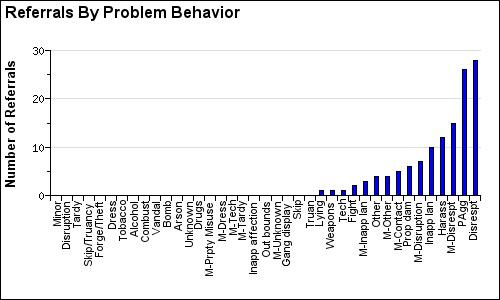 Referrals By Problem Behavior
Number of Referrals
30
20
10
0
Minor
Disruption
Tardy
Skip/Truancy
Forge/Theft
Dress
Tobacco
Alcohol
Combust
Vandal
Bomb
Arson
Unknown
Drugs
M-Prpty Misuse
M-Dress
M-Tech
M-Tardy
Inapp affection
Out bounds
M-Unknown
Gang display
Skip
Truan
Lying
Weapons
Tech
Fight
M-Inapp lan
Other
M-Other
M-Contact
Prop dam
M-Disruption
Inapp lan
Harass
M-Disrespt
P Agg
Disrespt